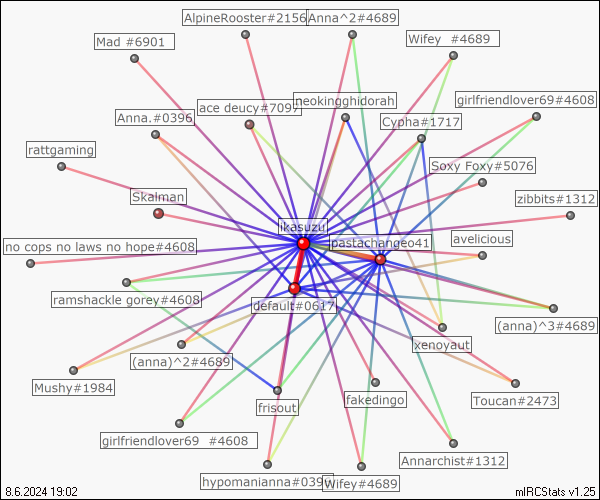 AlpineRooster#2156
Anna^2#4689
Mad #6901
Wifey #4689
girlfriendlover69#4608
ace deucy#7097
neokingghidorah
Anna.#0396
Cypha#1717
rattgaming
Soxy Foxy#5076
Skalman
zibbits#1312
ikasuzu
no cops no laws no hope#4608
pastachangeo41
avelicious
ramshackle gorey#4608
default#0617
(anna)^3#4689
xenoyaut
(anna)^2#4689
Mushy#1984
frisout
fakedingo
Toucan#2473
girlfriendlover69 #4608
Annarchist#1312
hypomanianna#0396
Wifey#4689
8.6.2024 19:02
mIRCStats v1.25